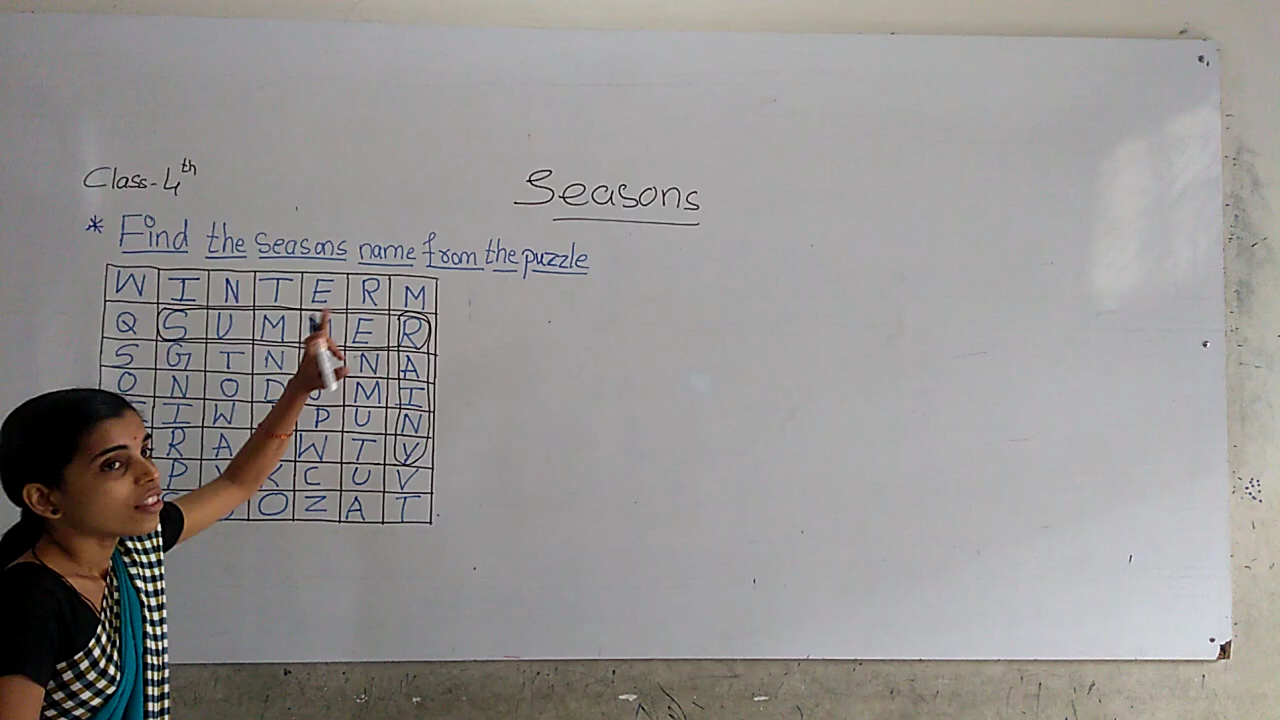 Class-4th
Seasons
* Find the seasons name from the puzzle
W I N T E R M
Q S U M M E R
S G T N N A
O N O D M I
I W P U N
R A W T Y
P C U V
O Z A T